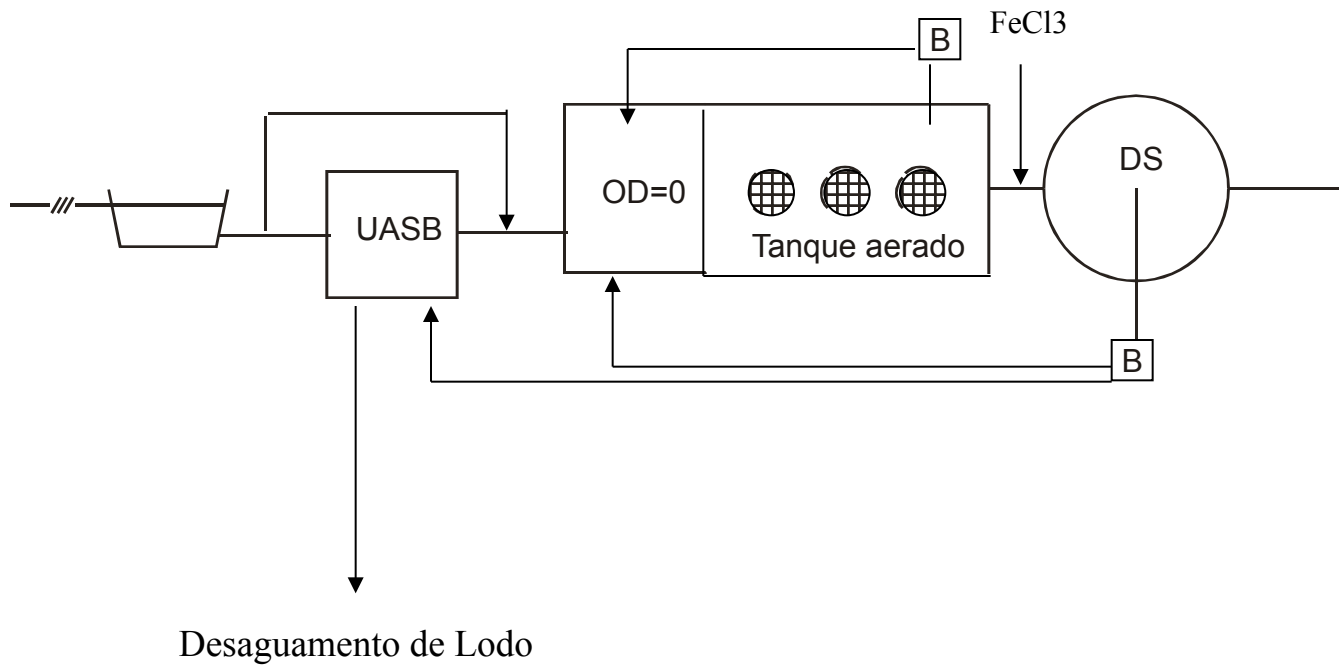 FeCl3
B
DS
OD=0
UASB
Tanque aerado
B
Desaguamento de Lodo